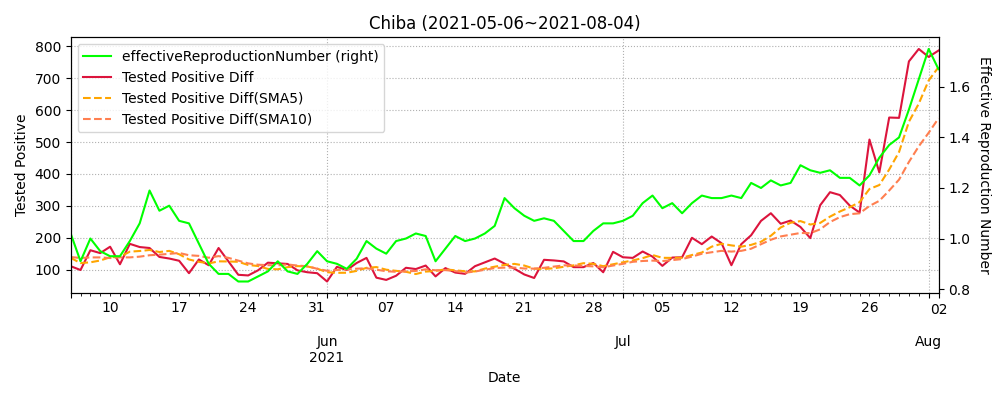 Chiba (2021-05-06~2021-08-04)
effectiveReproductionNumber (right)
Tested Positive Diff
Tested Positive Diff(SMA5)
Tested Positive Diff(SMA10)
Tested Positive
800
700
600
500
400
300
200
100
Effective Reproduction Number
1.6
1.4
1.2
1.0
0.8
10 17 24 31 07 14 21 28 05 12 19 26 02
Jun Jul Aug
2021
Date